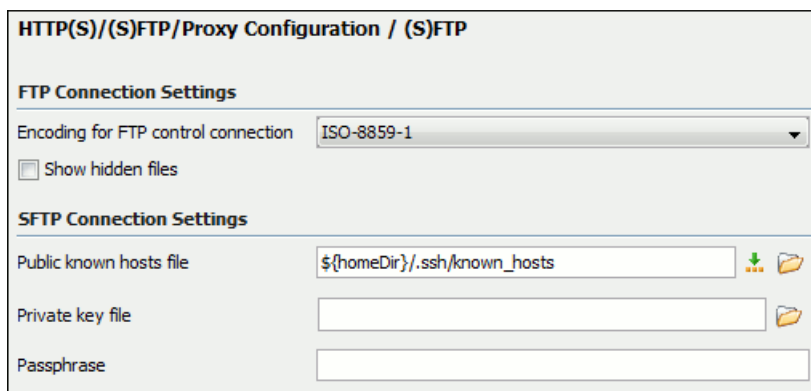 HTTP(S)/(S)FTP/Proxy Configuration / (S)FTP
FTP Connection Settings
Encoding for FTP control connection ISO-8859-1
Show hidden files
SFTP Connection Settings
Public known hosts file ${homeDir}/.ssh/known_hosts
Private key file
Passphrase